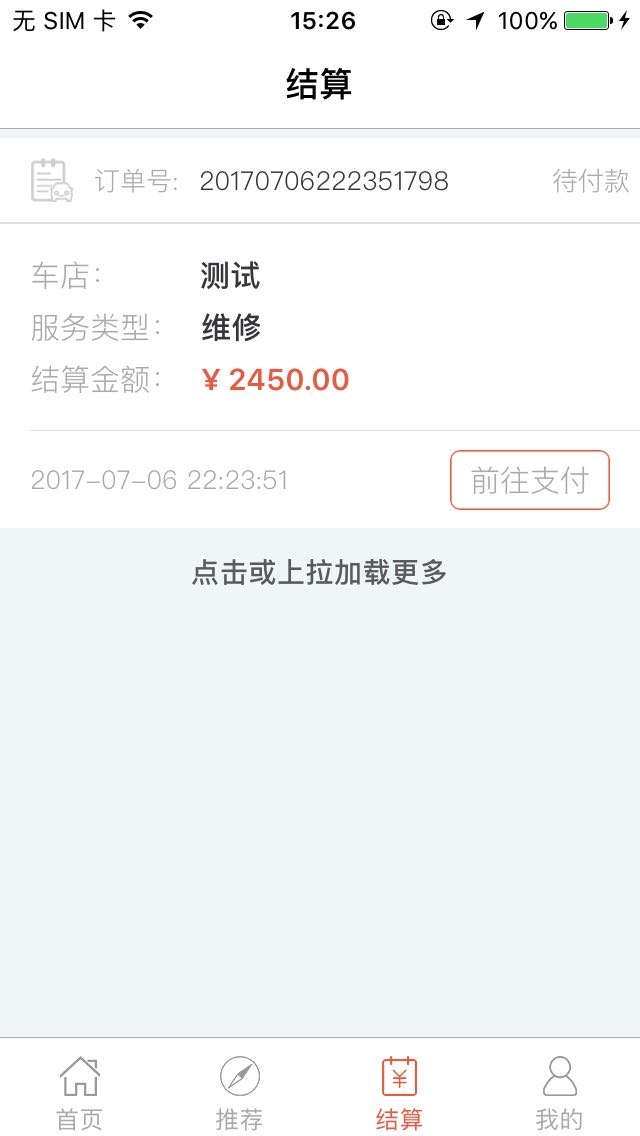 无 SIM 卡 15:26 100%
结算
订单号: 20170706222351798 待付款
车店: 测试
服务类型: 维修
结算金额: ¥ 2450.00
2017-07-06 22:23:51 前往支付
点击或上拉加载更多
首页 推荐 结算 我的